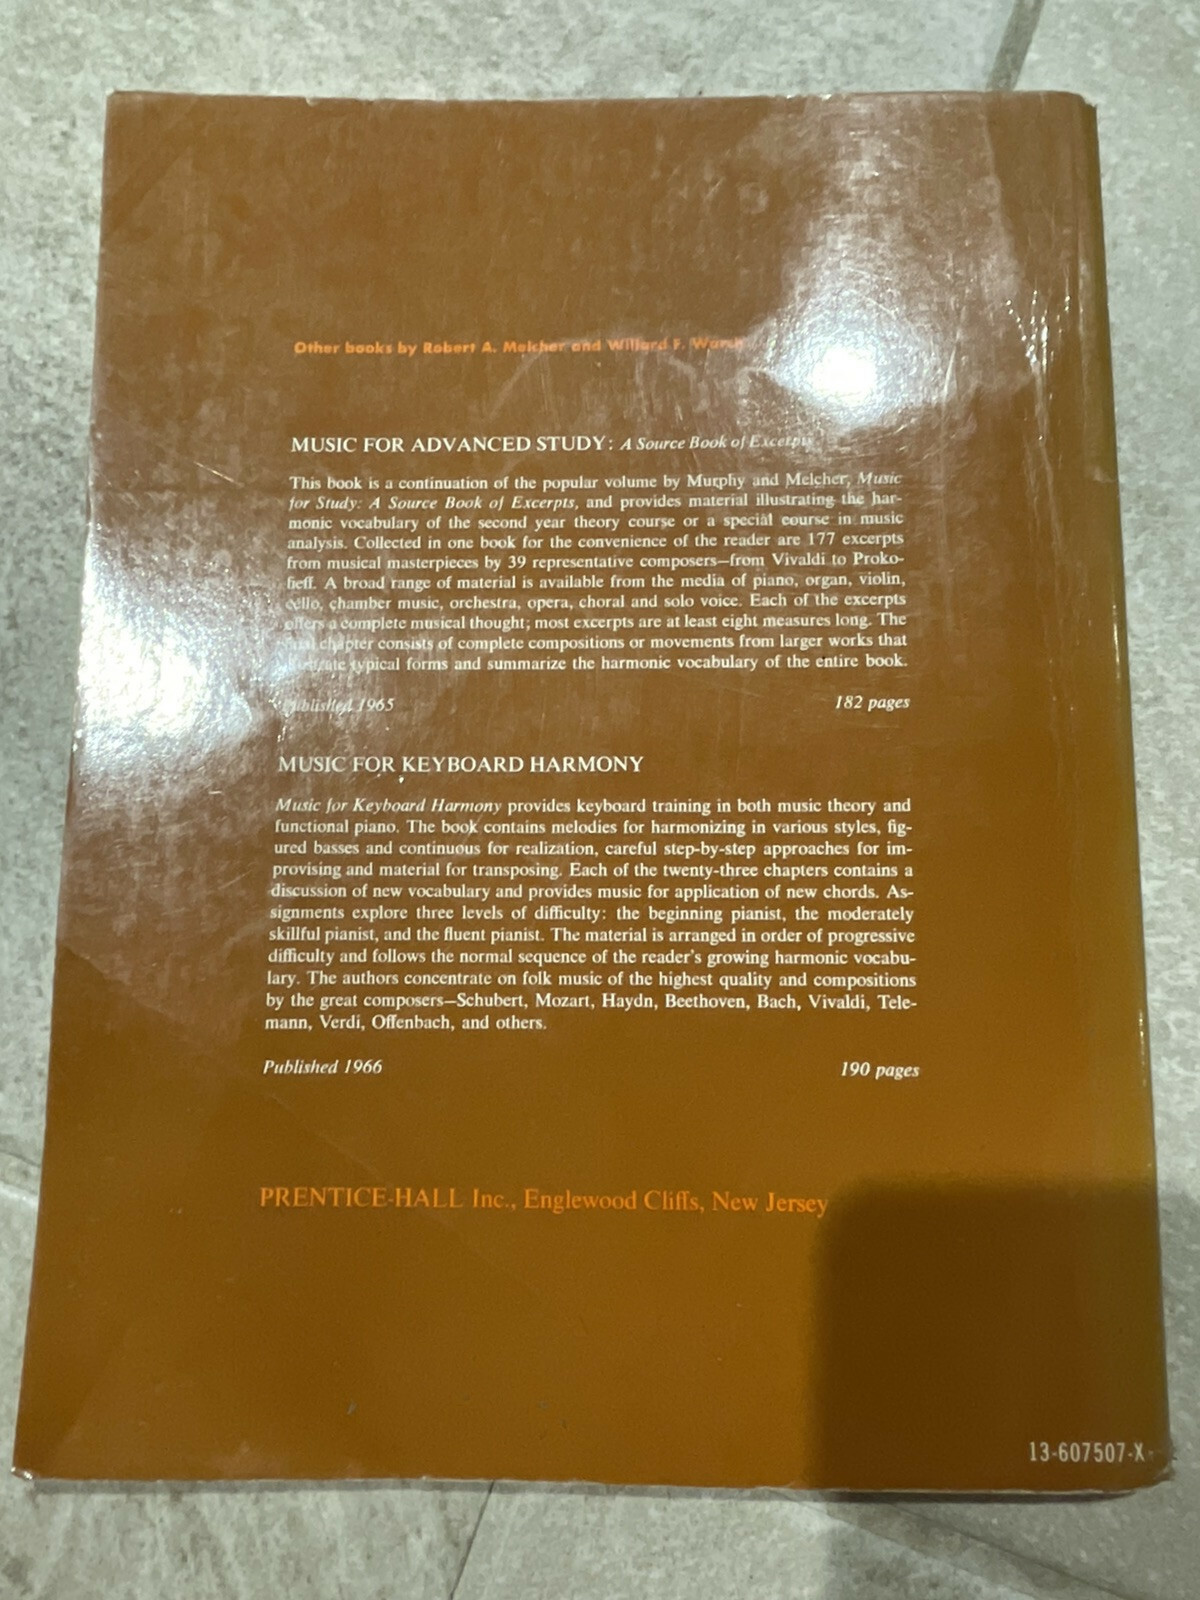 Other books by Robert A. Melcher and Willard F. Warch
MUSIC FOR ADVANCED STUDY: A Source Book of Excerpts
This book is a continuation of the popular volume by Murphy and Melcher, Music
for Study: A Source Book of Excerpts, and provides material illustrating the har-
monic vocabulary of the second year theory course or a special course in music
analysis. Collected in one book for the convenience of the reader are 177 excerpts
from musical masterpieces by 39 representative composers—from Vivaldi to Proko-
fieff. A broad range of material is available from the media of piano, organ, violin,
cello, chamber music, orchestra, opera, choral and solo voice. Each of the excerpts
offers a complete musical thought; most excerpts are at least eight measures long. The
chapter consists of complete compositions or movements from larger works that
typical forms and summarize the harmonic vocabulary of the entire book.
Published 1965 182 pages
MUSIC FOR KEYBOARD HARMONY
Music for Keyboard Harmony provides keyboard training in both music theory and
functional piano. The book contains melodies for harmonizing in various styles, fig-
ured basses and continuous for realization, careful step-by-step approaches for im-
provising and material for transposing. Each of the twenty-three chapters contains a
discussion of new vocabulary and provides music for application of new chords. As-
signments explore three levels of difficulty: the beginning pianist, the moderately
skillful pianist, and the fluent pianist. The material is arranged in order of progressive
difficulty and follows the normal sequence of the reader's growing harmonic vocabu-
lary. The authors concentrate on folk music of the highest quality and compositions
by the great composers—Schubert, Mozart, Haydn, Beethoven, Bach, Vivaldi, Tele-
mann, Verdi, Offenbach, and others.
Published 1966 190 pages
PRENTICE-HALL Inc., Englewood Cliffs, New Jersey
13-607507-X